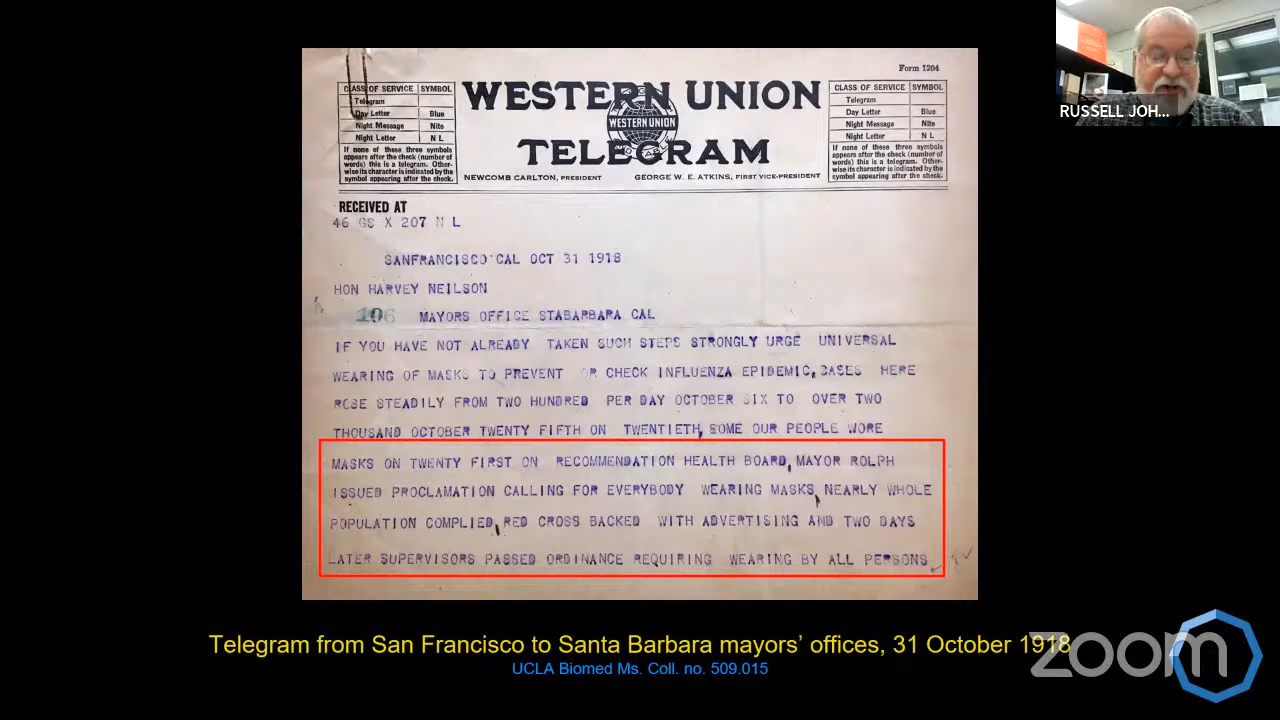 Form 1204
CLASS OF SERVICE SYMBOL
Telegram
Day Letter Blue
Night Message Nite
Night Letter N L
If none of these three symbols
appears after the check (number of
words) this is a telegram. Other-
wise its character is indicated by the
symbol appearing after the check.
WESTERN UNION
WESTERN UNION
TELEGRAM
NEWCOMB CARLTON, PRESIDENT GEORGE W. E. ATKINS, FIRST VICE-PRESIDENT
CLASS OF SERVICE SYMBOL
Telegram
Day Letter Blue
Night Message Nite
Night Letter N L
If none of these three symbols
appears after the check (number of
words) this is a telegram. Other-
wise its character is indicated by the
symbol appearing after the check.
RUSSELL JOH...
RECEIVED AT
46 GS X 207 N L
SANFRANCISCO CAL OCT 31 1918
HON HARVEY NEILSON
106 MAYORS OFFICE STABARBARA CAL
IF YOU HAVE NOT ALREADY TAKEN SUCH STEPS STRONGLY URGE UNIVERSAL
WEARING OF MASKS TO PREVENT OR CHECK INFLUENZA EPIDEMIC, CASES HERE
ROSE STEADILY FROM TWO HUNDRED PER DAY OCTOBER SIX TO OVER TWO
THOUSAND OCTOBER TWENTY FIFTH ON TWENTIETH, SOME OUR PEOPLE WORE
MASKS ON TWENTY FIRST ON RECOMMENDATION HEALTH BOARD, MAYOR ROLPH
ISSUED PROCLAMATION CALLING FOR EVERYBODY WEARING MASKS, NEARLY WHOLE
POPULATION COMPLIED, RED CROSS BACKED WITH ADVERTISING AND TWO DAYS
LATER SUPERVISORS PASSED ORDINANCE REQUIRING WEARING BY ALL PERSONS
Telegram from San Francisco to Santa Barbara mayors' offices, 31 October 1918
UCLA Biomed Ms. Coll. no. 509.015
zoom